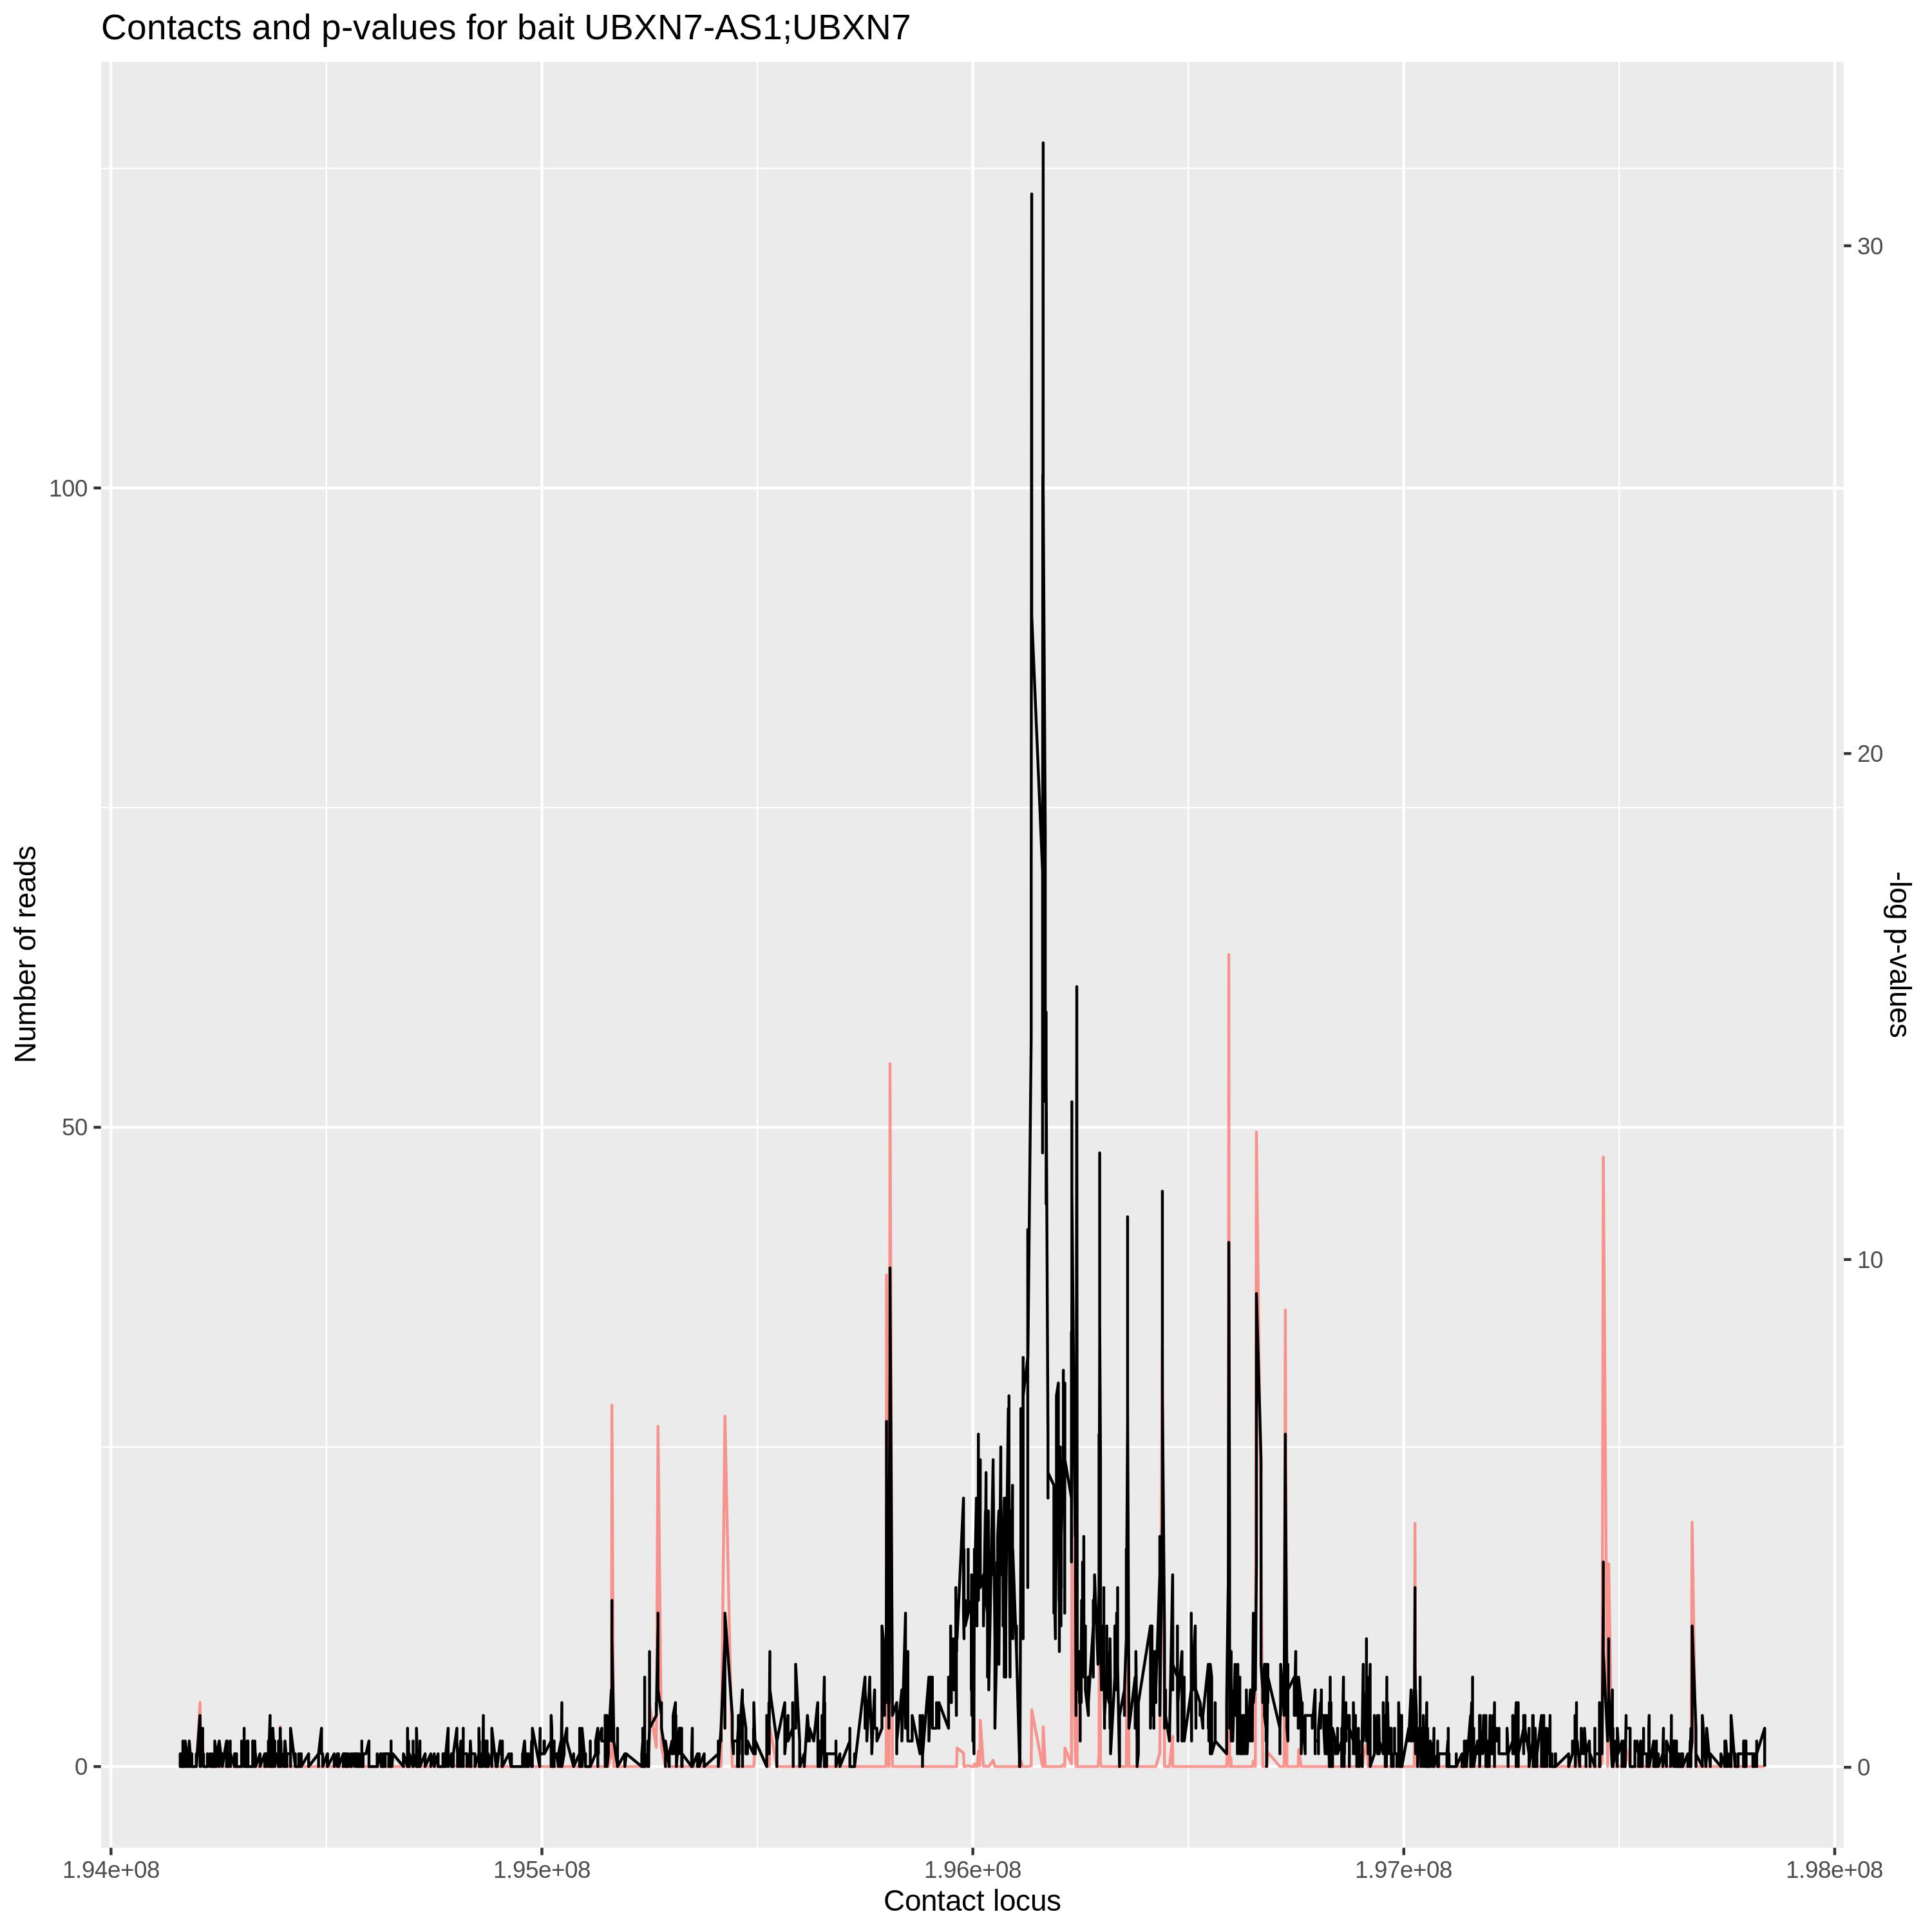 Contacts and p-values for bait UBXN7-AS1;UBXN7
Number of reads
100
50
0
30
20
10
0
-log p-values
1.94e+08
1.95e+08
1.96e+08
1.97e+08
1.98e+08
Contact locus